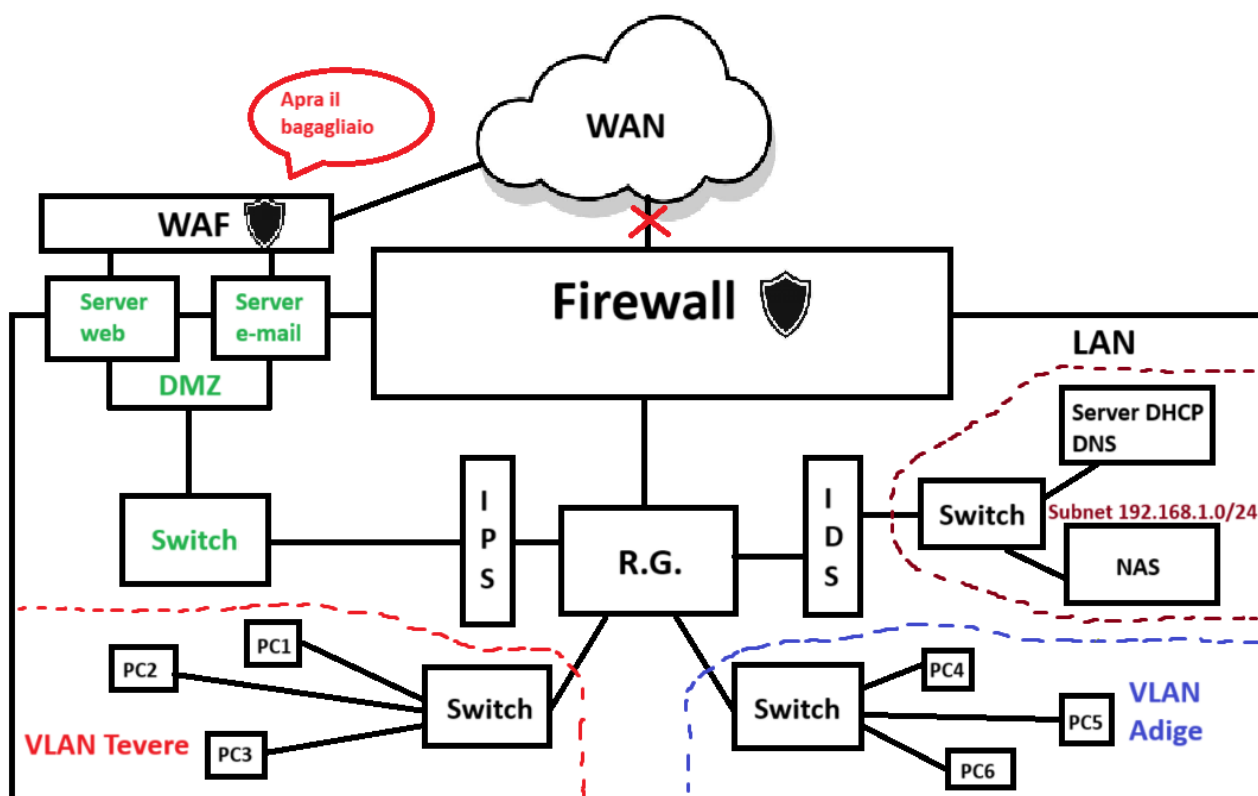 Apra il
bagagliaio
WAN
WAF
Firewall
Server
web
Server
e-mail
DMZ
LAN
Server DHCP
DNS
Switch
Subnet 192.168.1.0/24
NAS
Switch
I
P
S
R.G.
I
D
S
PC1
PC2
PC3
Switch
VLAN Tevere
Switch
PC4
PC5
PC6
VLAN
Adige